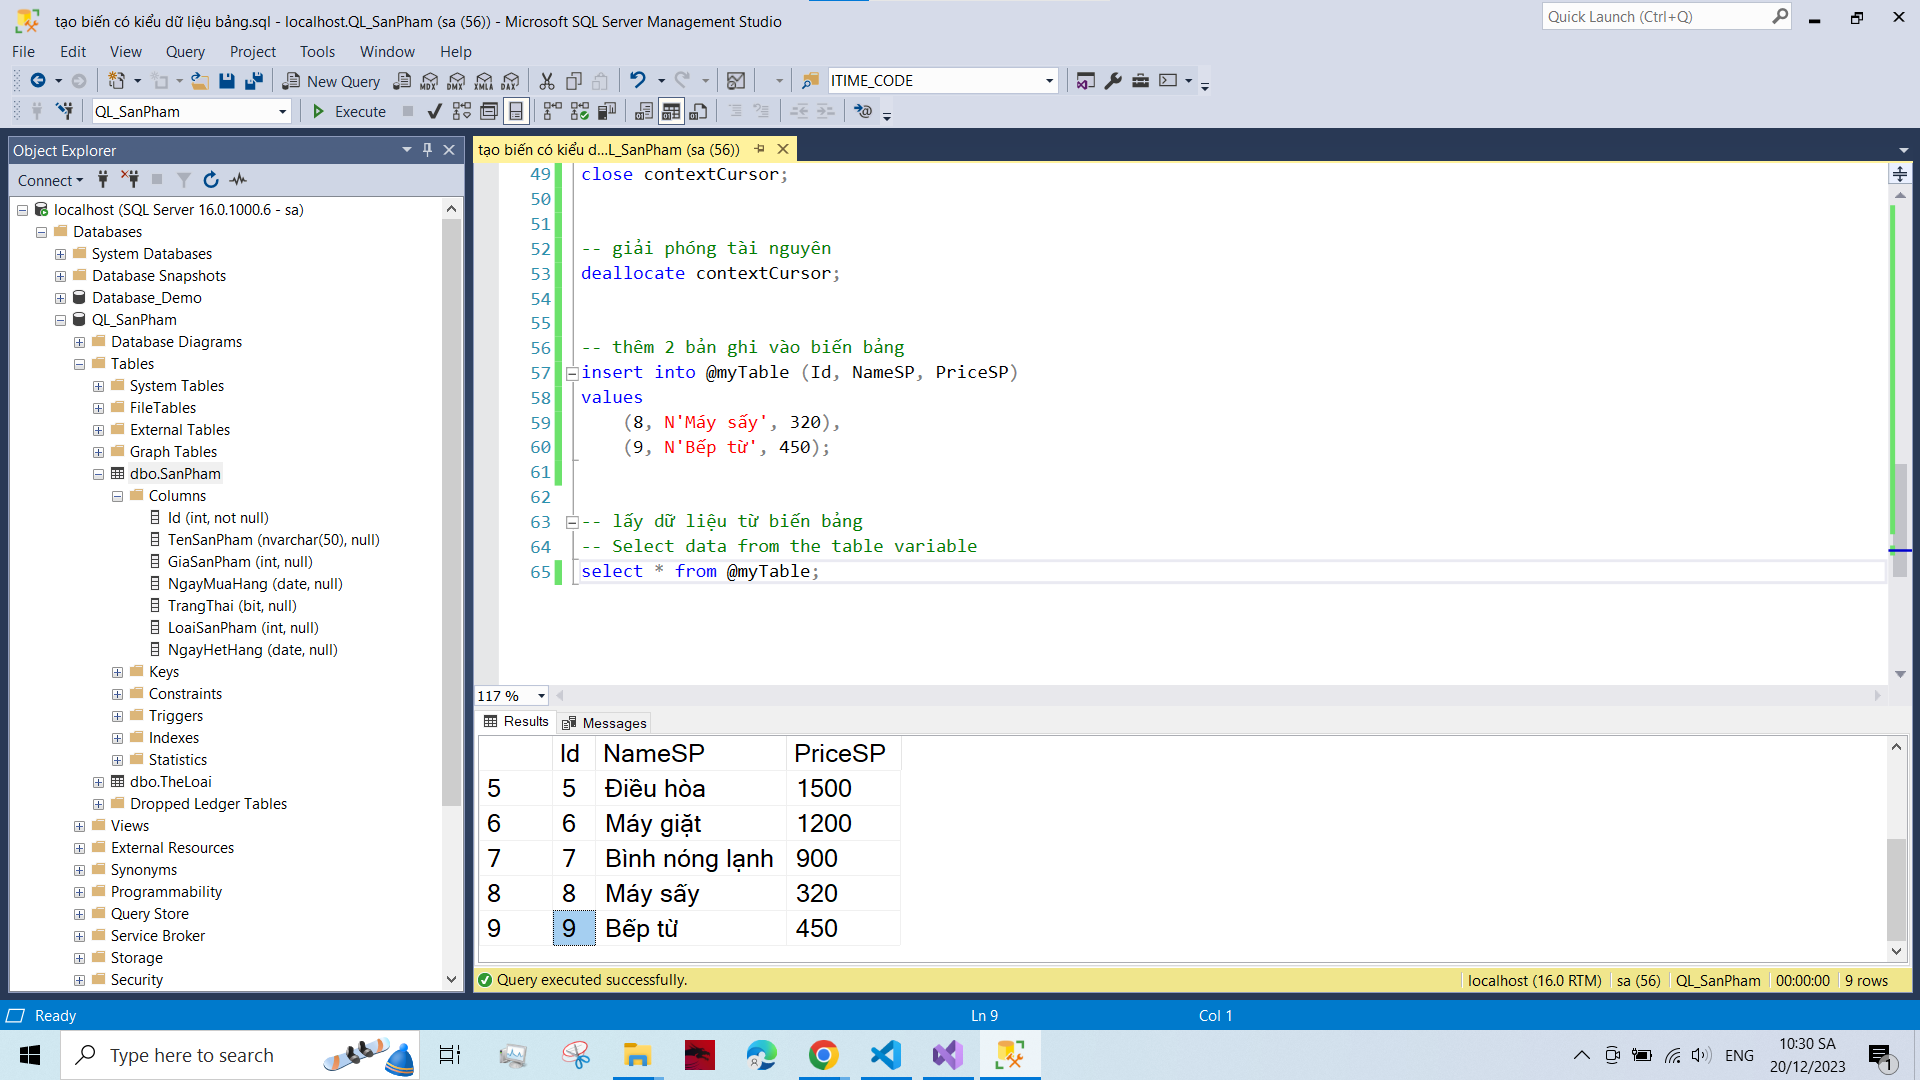 tạo biến có kiểu dữ liệu bảng.sql - localhost.QL_SanPham (sa (56)) - Microsoft SQL Server Management Studio
Quick Launch (Ctrl+Q)
File Edit View Query Project Tools Window Help
New Query
MDX DMX XMLA DAX
ITIME_CODE
QL_SanPham
Execute
Object Explorer
Connect
localhost (SQL Server 16.0.1000.6 - sa)
Databases
System Databases
Database Snapshots
Database_Demo
QL_SanPham
Database Diagrams
Tables
System Tables
FileTables
External Tables
Graph Tables
dbo.SanPham
Columns
Id (int, not null)
TenSanPham (nvarchar(50), null)
GiaSanPham (int, null)
NgayMuaHang (date, null)
TrangThai (bit, null)
LoaiSanPham (int, null)
NgayHetHang (date, null)
Keys
Constraints
Triggers
Indexes
Statistics
dbo.TheLoai
Dropped Ledger Tables
Views
External Resources
Synonyms
Programmability
Query Store
Service Broker
Storage
Security
tạo biến có kiểu d...L_SanPham (sa (56))
49 close contextCursor;
50
51
52 -- giải phóng tài nguyên
53 deallocate contextCursor;
54
55
56 -- thêm 2 bản ghi vào biến bảng
57 insert into @myTable (Id, NameSP, PriceSP)
58 values
59 (8, N'Máy sấy', 320),
60 (9, N'Bếp từ', 450);
61
62
63 -- lấy dữ liệu từ biến bảng
64 -- Select data from the table variable
65 select * from @myTable;
117 %
Results Messages
Id NameSP PriceSP
5 5 Điều hòa 1500
6 6 Máy giặt 1200
7 7 Bình nóng lạnh 900
8 8 Máy sấy 320
9 9 Bếp từ 450
Query executed successfully.
localhost (16.0 RTM) sa (56) QL_SanPham 00:00:00 9 rows
Ready Ln 9 Col 1
Type here to search
ENG
10:30 SA
20/12/2023
1